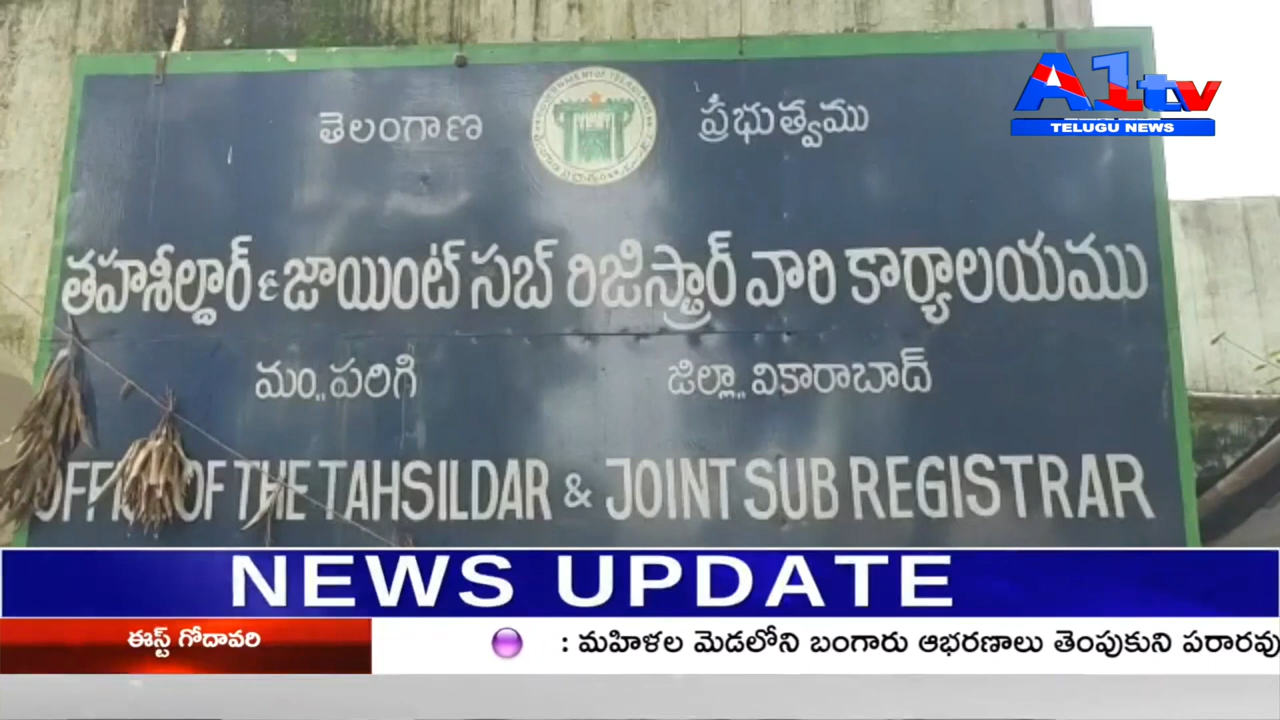 A1tv
TELUGU NEWS
తెలంగాణ ప్రభుత్వము
తహశీల్దార్ & జాయింట్ సబ్ రిజిస్ట్రార్ వారి కార్యాలయము
మం.. పరిగి జిల్లా.. వికారాబాద్
OF THE TAHSILDAR & JOINT SUB REGISTRAR
NEWS UPDATE
ఈస్ట్ గోదావరి
: మహిళల మెడలోని బంగారు ఆభరణాలు తెంపుకుని పరారవు